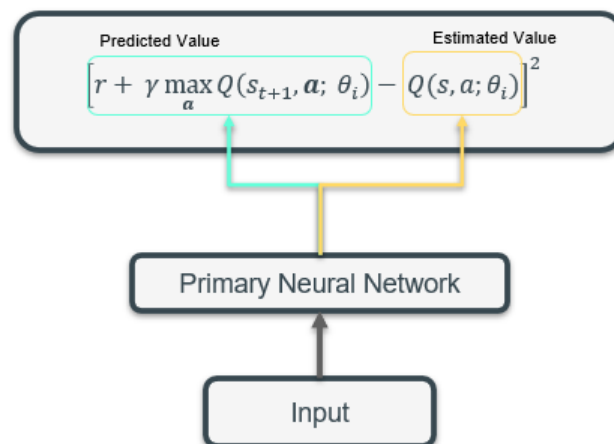 Predicted Value
Estimated Value
[r + γ max_a Q(s_{t+1}, a; θ_i) − Q(s, a; θ_i)]^2
Primary Neural Network
Input